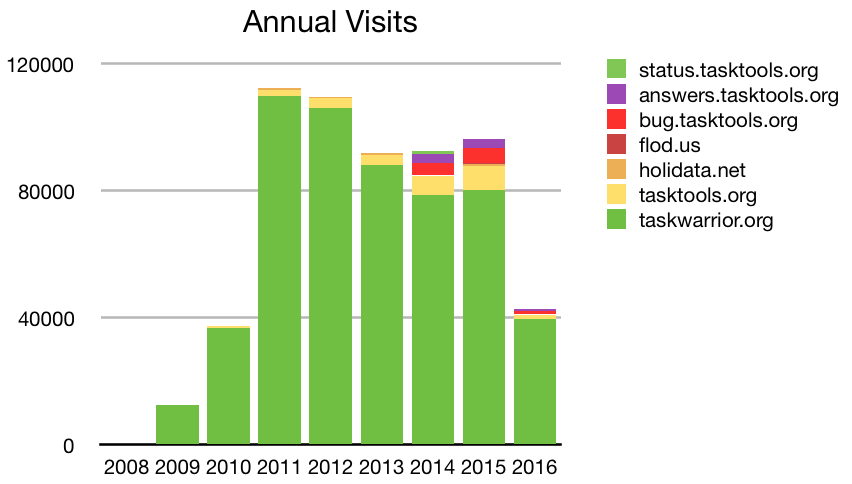 Annual Visits
120000
80000
40000
0
2008 2009 2010 2011 2012 2013 2014 2015 2016
status.tasktools.org
answers.tasktools.org
bug.tasktools.org
flod.us
holidata.net
tasktools.org
taskwarrior.org